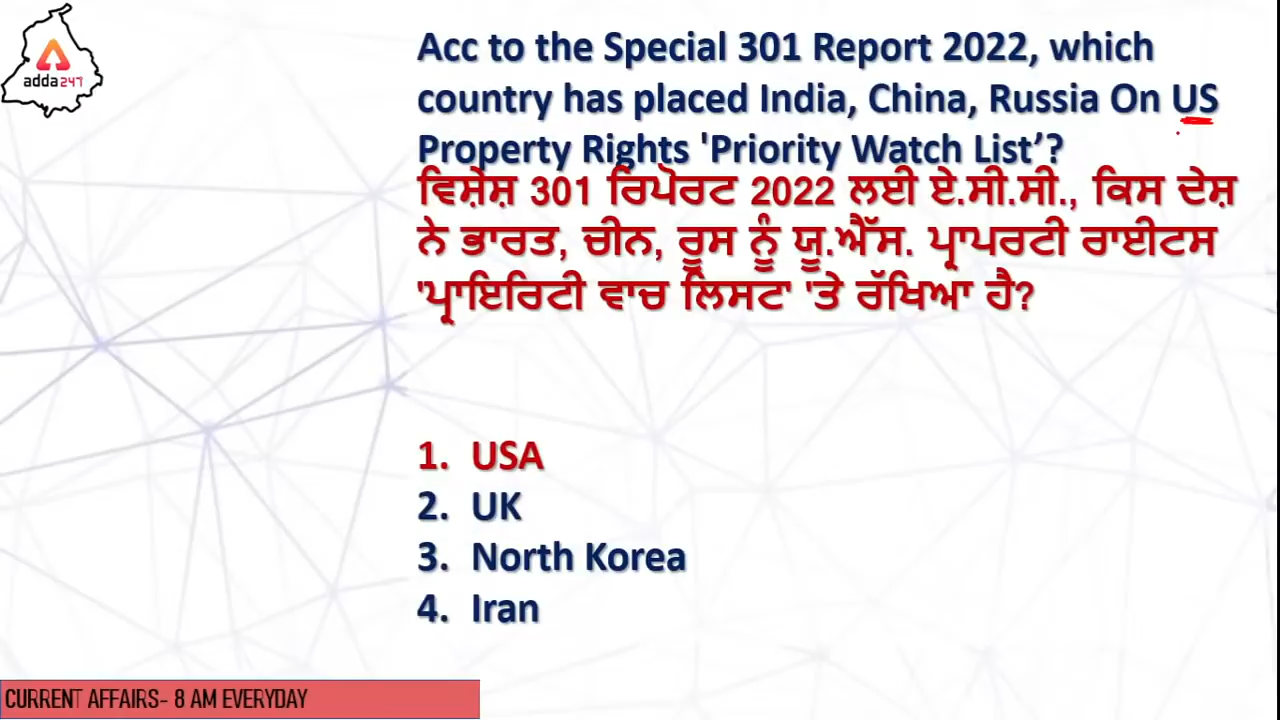 adda247
Acc to the Special 301 Report 2022, which
country has placed India, China, Russia On US
Property Rights 'Priority Watch List’?
ਵਿਸ਼ੇਸ਼ 301 ਰਿਪੋਰਟ 2022 ਲਈ ਏ.ਸੀ.ਸੀ., ਕਿਸ ਦੇਸ਼
ਨੇ ਭਾਰਤ, ਚੀਨ, ਰੂਸ ਨੂੰ ਯੂ.ਐੱਸ. ਪ੍ਰਾਪਰਟੀ ਰਾਈਟਸ
'ਪ੍ਰਾਇਰਿਟੀ ਵਾਚ ਲਿਸਟਾ 'ਤੇ ਰੱਖਿਆ ਹੈ?
1. USA
2. UK
3. North Korea
4. Iran
CURRENT AFFAIRS- 8 AM EVERYDAY